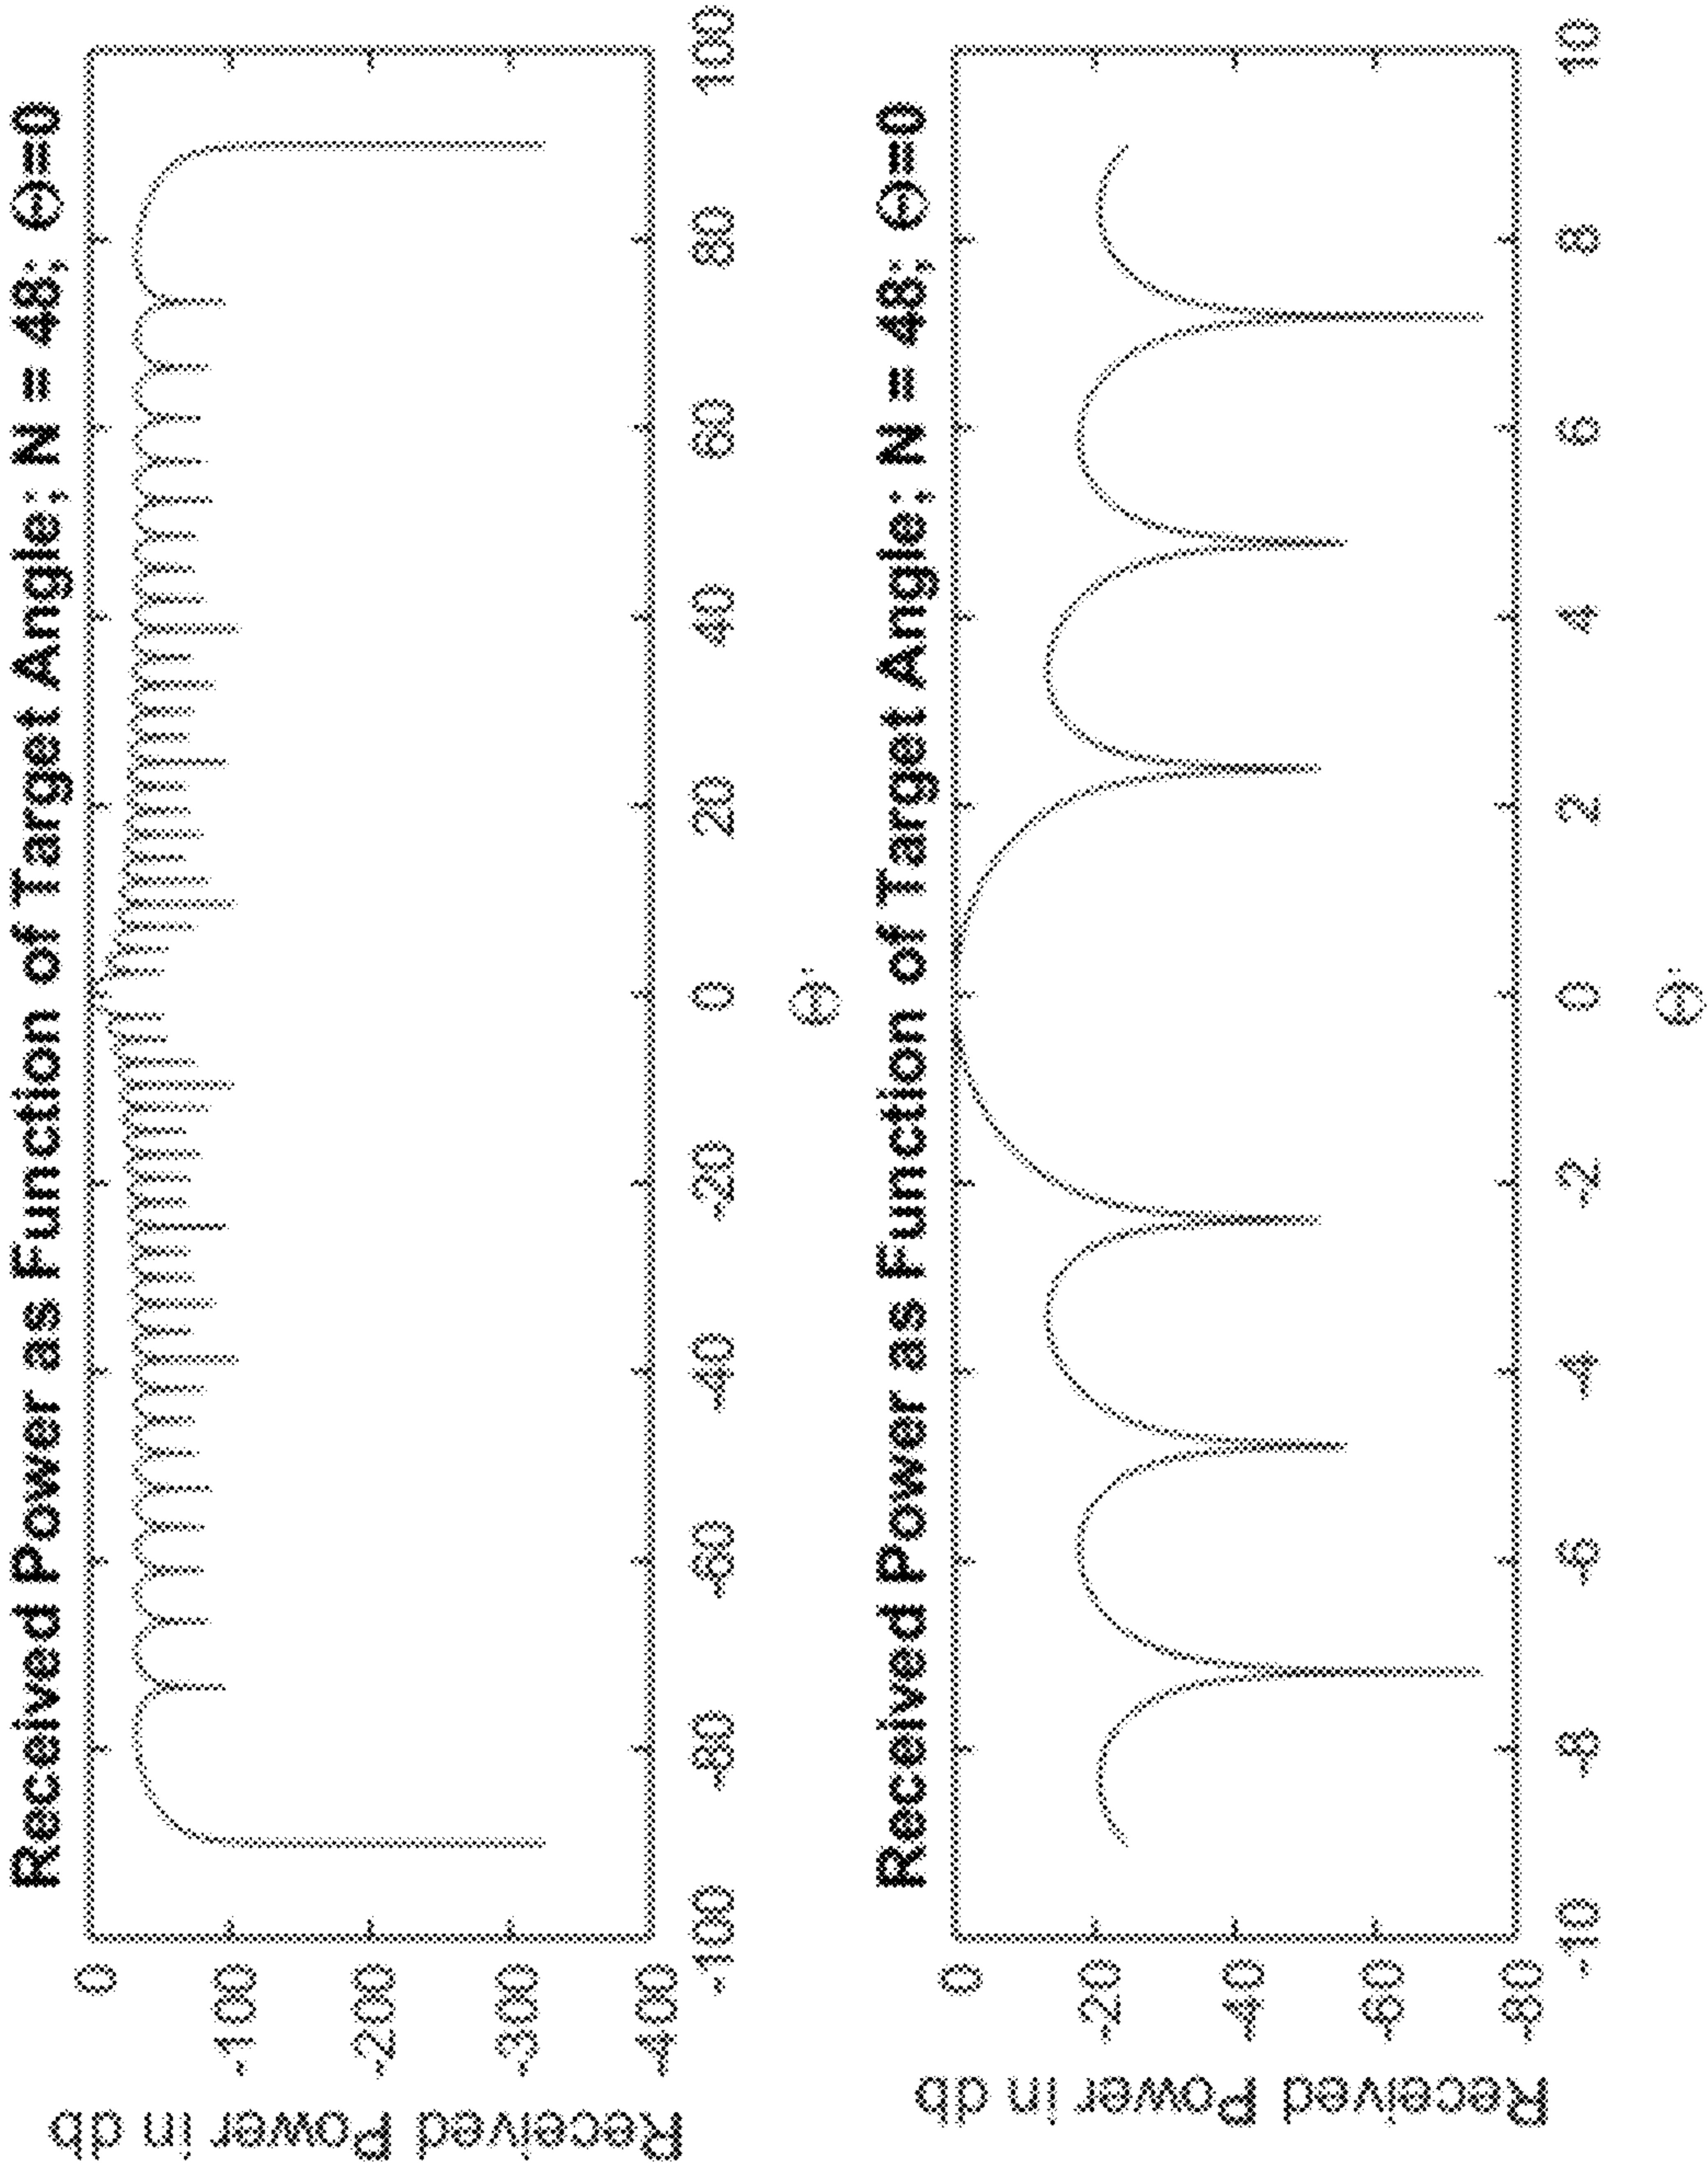 Received Power as Function of Target Angle; N = 48; Θ=0
Received Power in db
0
-100
-200
-300
-400
-100 -80 -60 -40 -20 0 20 40 60 80 100
Θ'
Received Power as Function of Target Angle; N = 48; Θ=0
Received Power in db
0
-20
-40
-60
-80
-10 -8 -6 -4 -2 0 2 4 6 8 10
Θ'